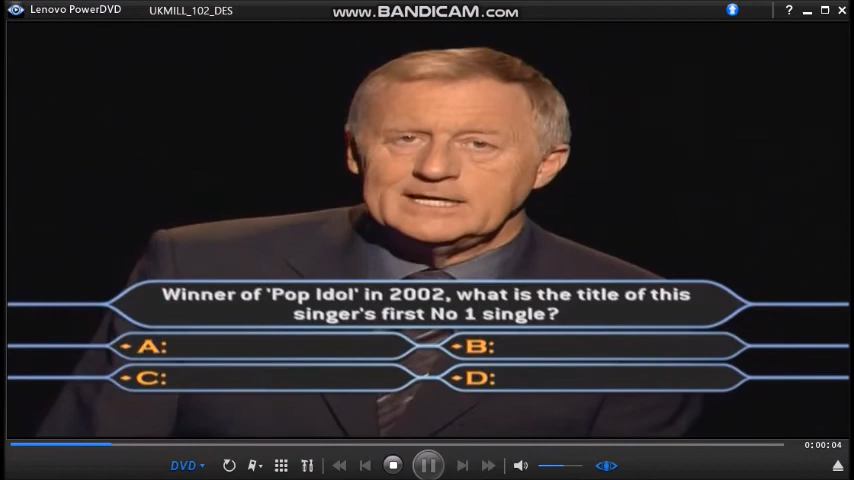 Lenovo PowerDVD
UKMILL_102_DES
www.BANDICAM.com
Winner of 'Pop Idol' in 2002, what is the title of this
singer's first No 1 single?
A:
B:
C:
D:
0:00:04
DVD